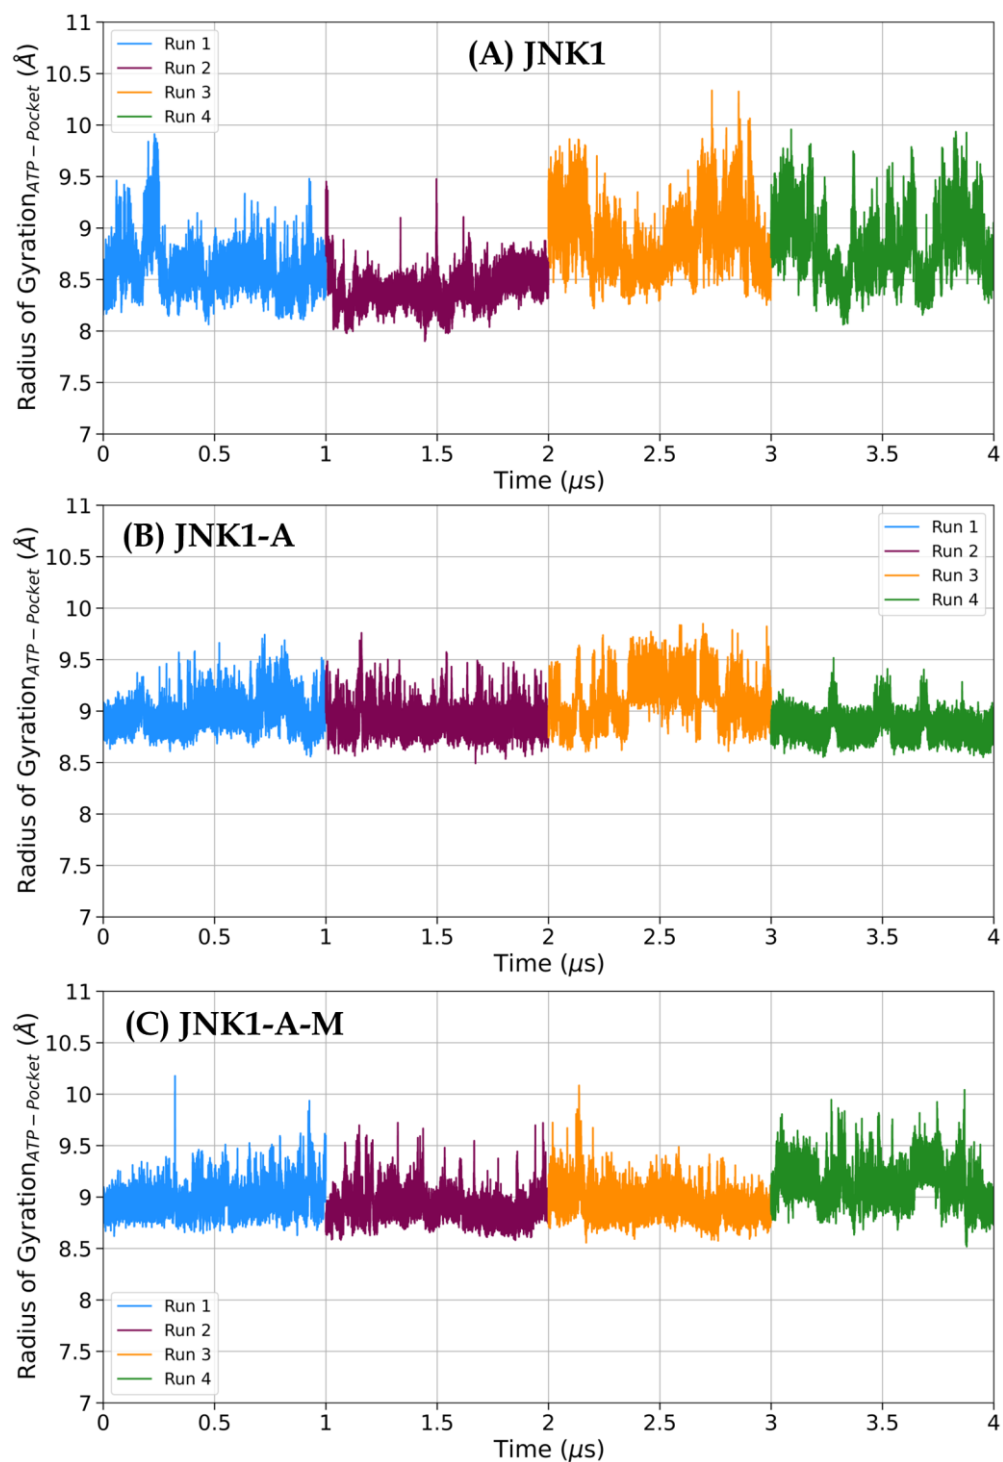 (A) JNK1
Run 1
Run 2
Run 3
Run 4
Radius of Gyration_{ATP-Pocket} (Å)
11
10.5
10
9.5
9
8.5
8
7.5
7
0 0.5 1 1.5 2 2.5 3 3.5 4
Time (μs)
(B) JNK1-A
Run 1
Run 2
Run 3
Run 4
Radius of Gyration_{ATP-Pocket} (Å)
11
10.5
10
9.5
9
8.5
8
7.5
7
0 0.5 1 1.5 2 2.5 3 3.5 4
Time (μs)
(C) JNK1-A-M
Radius of Gyration_{ATP-Pocket} (Å)
11
10.5
10
9.5
9
8.5
8
7.5
7
Run 1
Run 2
Run 3
Run 4
0 0.5 1 1.5 2 2.5 3 3.5 4
Time (μs)